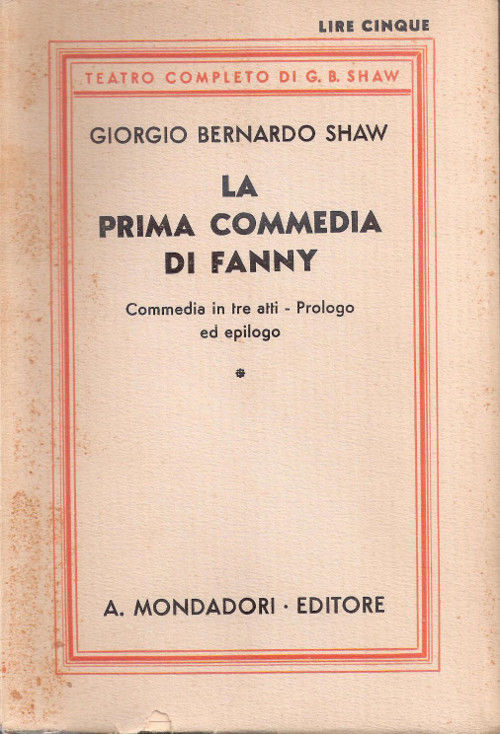 LIRE CINQUE
TEATRO COMPLETO DI G. B. SHAW
GIORGIO BERNARDO SHAW
LA
PRIMA COMMEDIA
DI FANNY
Commedia in tre atti - Prologo
ed epilogo
*
A. MONDADORI · EDITORE